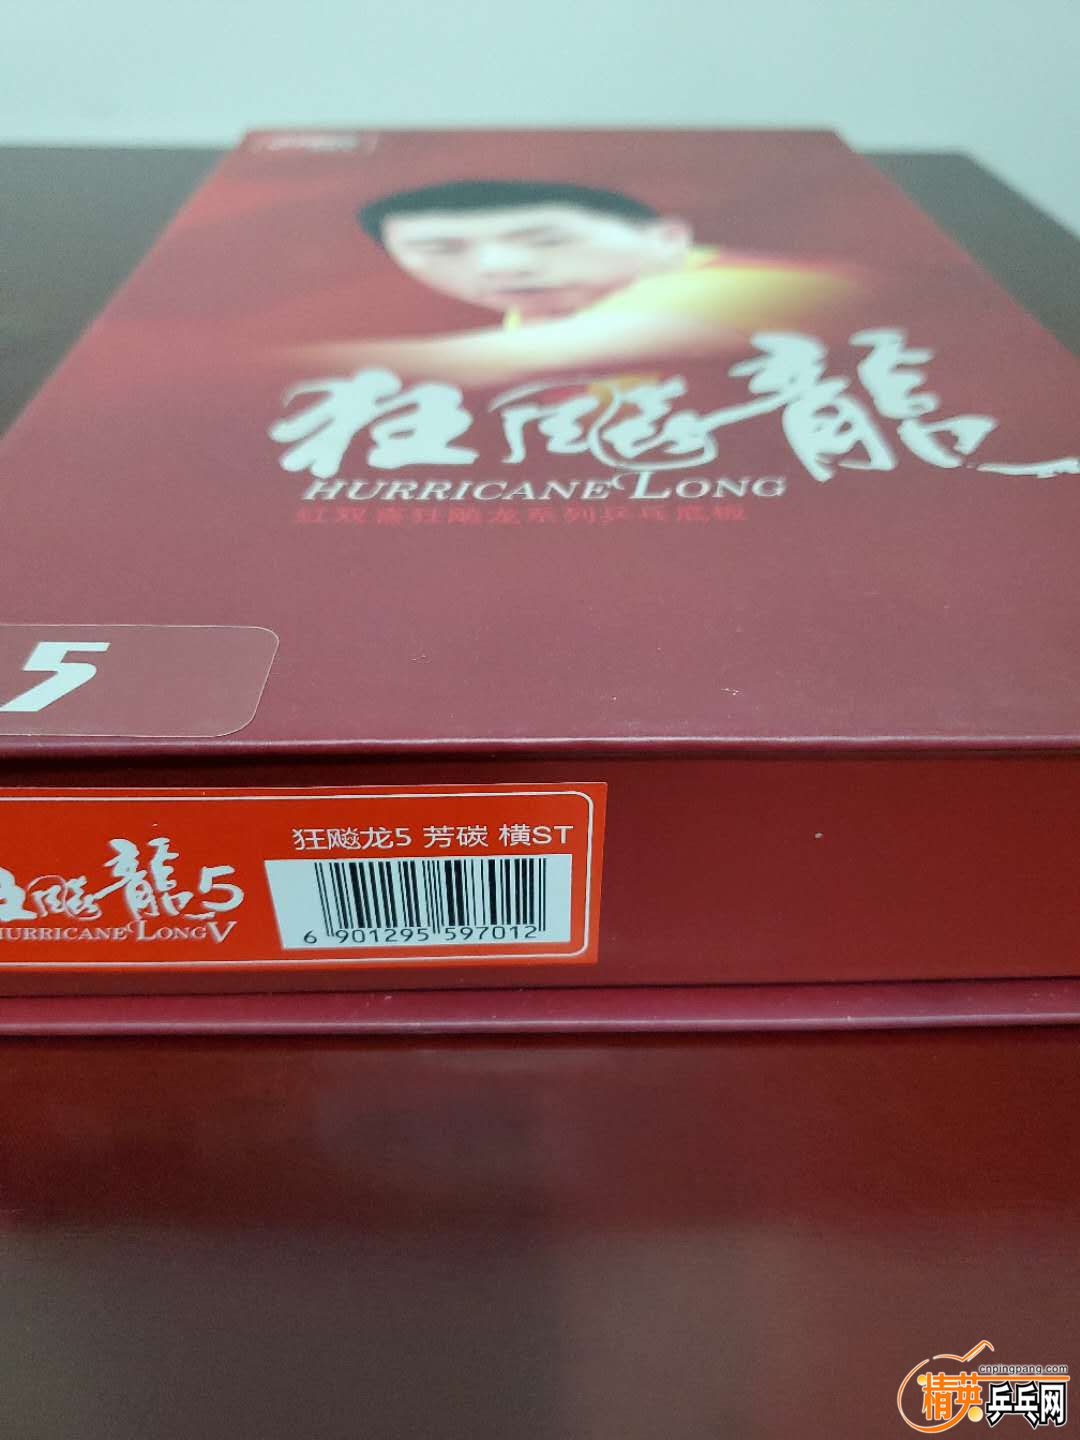 狂飚龍
HURRICANE LONG
红双喜狂飚龙系列乒乓底板
5
狂飚龙5 芳碳 横ST
狂飚龍5
HURRICANE LONG V
6 901295 597012
cnpingpang.com
精英乒乓网